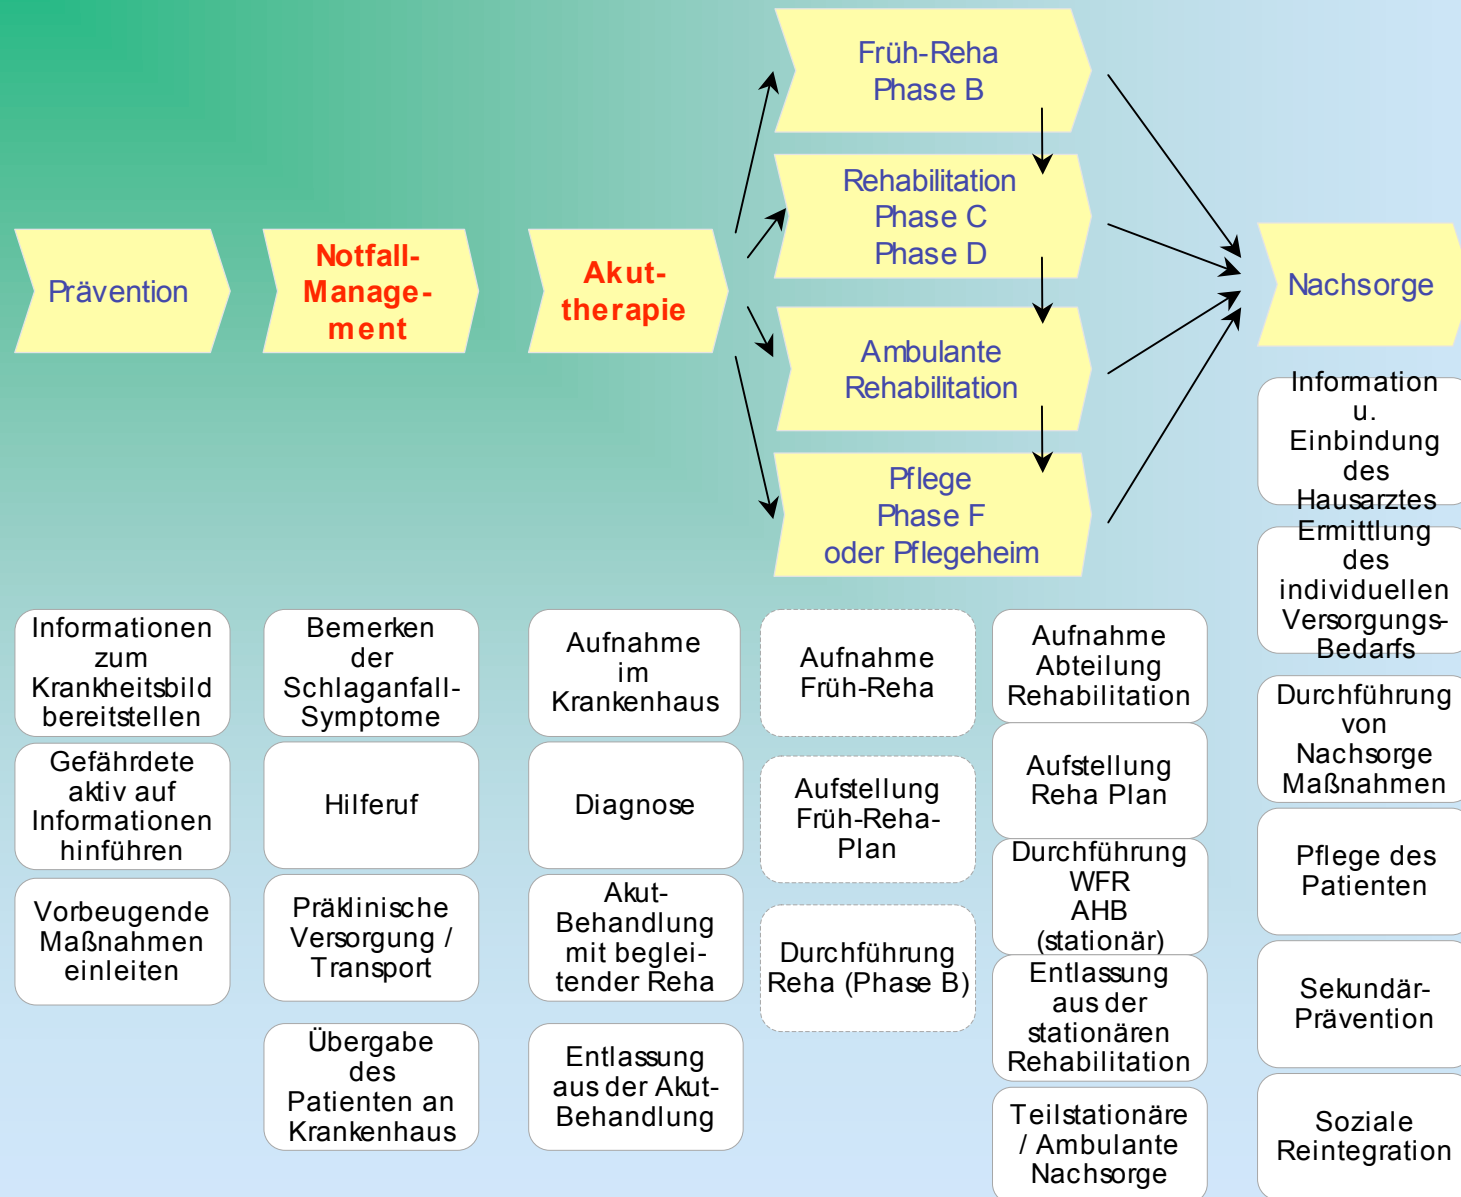 Früh-Reha
Phase B
Rehabilitation
Phase C
Phase D
Prävention
Notfall-
Manage-
ment
Akut-
therapie
Ambulante
Rehabilitation
Pflege
Phase F
oder Pflegeheim
Nachsorge
Informationen
zum
Krankheitsbild
bereitstellen
Gefährdete
aktiv auf
Informationen
hinführen
Vorbeugende
Maßnahmen
einleiten
Bemerken
der
Schlaganfall-
Symptome
Hilferuf
Präklinische
Versorgung /
Transport
Übergabe
des
Patienten an
Krankenhaus
Aufnahme
im
Krankenhaus
Diagnose
Akut-
Behandlung
mit beglei-
tender Reha
Entlassung
aus der Akut-
Behandlung
Aufnahme
Früh-Reha
Aufstellung
Früh-Reha-
Plan
Durchführung
Reha (Phase B)
Aufnahme
Abteilung
Rehabilitation
Aufstellung
Reha Plan
Durchführung
WFR
AHB
(stationär)
Entlassung
aus der
stationären
Rehabilitation
Teilstationäre
/ Ambulante
Nachsorge
Information
u.
Einbindung
des
Hausarztes
Ermittlung
des
individuellen
Versorgungs-
Bedarfs
Durchführung
von
Nachsorge
Maßnahmen
Pflege des
Patienten
Sekundär-
Prävention
Soziale
Reintegration